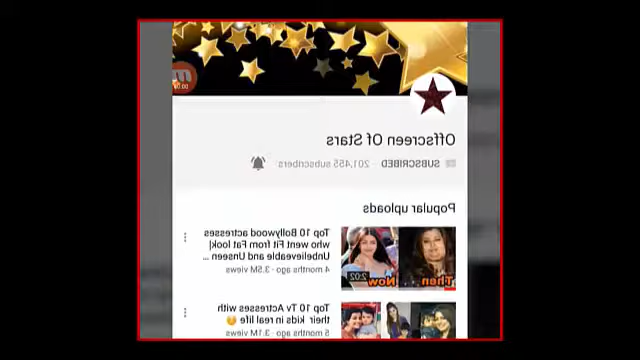 Offscreen Of Stars
SUBSCRIBED · 201,455 subscribers
Popular uploads
Top 10 Bollywood actresses
who went Fit from Fat look|
Unbelieveable and Unseen ...
4 months ago · 3.5M views
Then
Now
2:02
Top 10 Tv Actresses with
their kids in real life 😊
5 months ago · 3.1M views